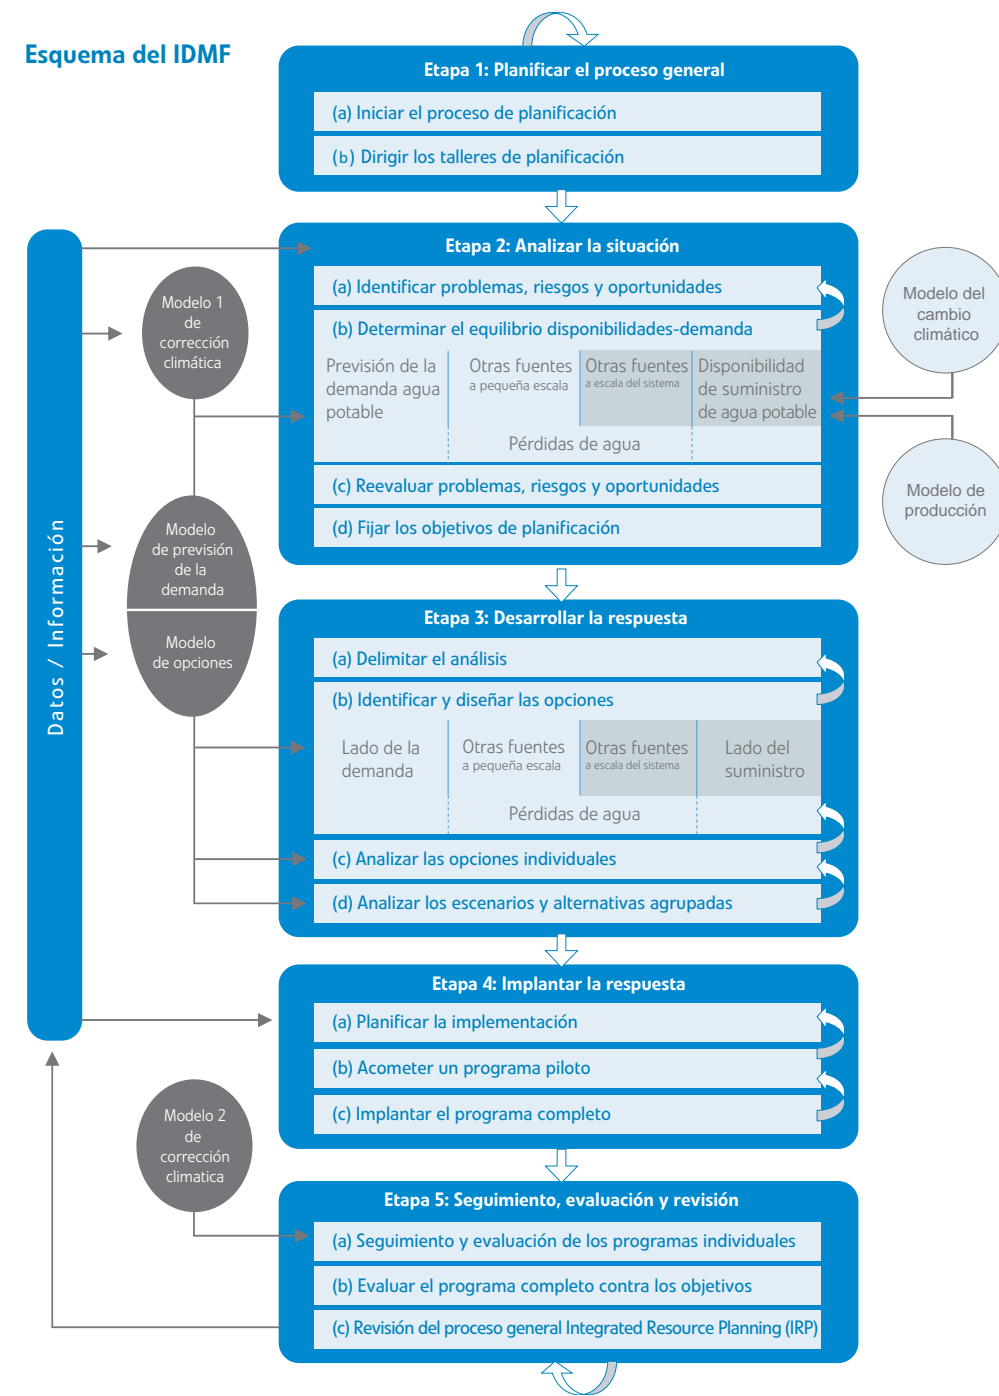 Esquema del IDMF
Etapa 1: Planificar el proceso general
(a) Iniciar el proceso de planificación
(b) Dirigir los talleres de planificación
Datos / Información
Etapa 2: Analizar la situación
(a) Identificar problemas, riesgos y oportunidades
(b) Determinar el equilibrio disponibilidades-demanda
Previsión de la
demanda agua
potable
Otras fuentes
a pequeña escala
Otras fuentes
a escala del sistema
Disponibilidad
de suministro
de agua potable
Pérdidas de agua
(c) Reevaluar problemas, riesgos y oportunidades
(d) Fijar los objetivos de planificación
Modelo 1
de
corrección
climática
Modelo
de previsión
de la
demanda
Modelo
de opciones
Modelo del
cambio
climático
Modelo de
producción
Etapa 3: Desarrollar la respuesta
(a) Delimitar el análisis
(b) Identificar y diseñar las opciones
Lado de la
demanda
Otras fuentes
a pequeña escala
Otras fuentes
a escala del sistema
Lado del
suministro
Pérdidas de agua
(c) Analizar las opciones individuales
(d) Analizar los escenarios y alternativas agrupadas
Etapa 4: Implantar la respuesta
(a) Planificar la implementación
(b) Acometer un programa piloto
(c) Implantar el programa completo
Modelo 2
de
corrección
climatica
Etapa 5: Seguimiento, evaluación y revisión
(a) Seguimiento y evaluación de los programas individuales
(b) Evaluar el programa completo contra los objetivos
(c) Revisión del proceso general Integrated Resource Planning (IRP)